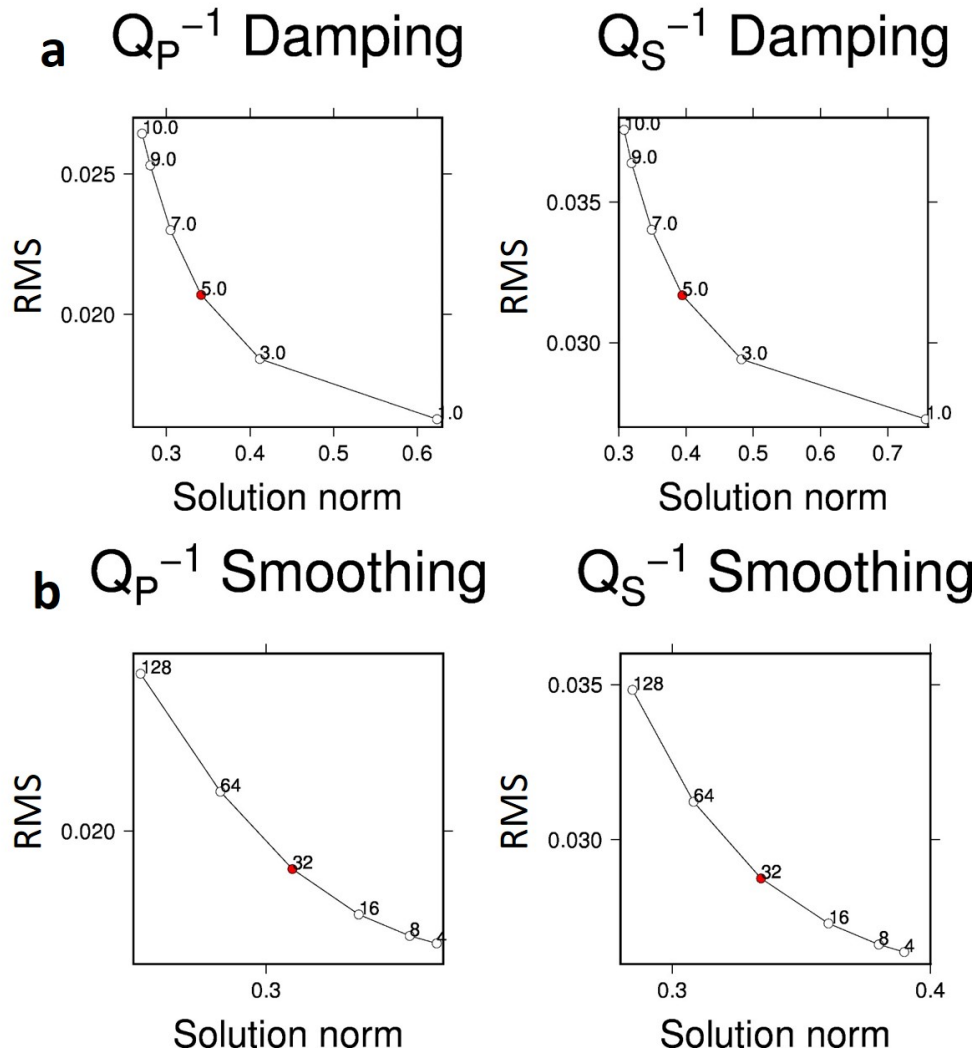 a Q_P^−1 Damping
Q_S^−1 Damping
RMS
0.025
0.020
10.0
9.0
7.0
5.0
3.0
1.0
0.3 0.4 0.5 0.6
Solution norm
RMS
0.035
0.030
10.0
9.0
7.0
5.0
3.0
1.0
0.3 0.4 0.5 0.6 0.7
Solution norm
b Q_P^−1 Smoothing
Q_S^−1 Smoothing
RMS
0.020
128
64
32
16
8
4
0.3
Solution norm
RMS
0.035
0.030
128
64
32
16
8
4
0.3 0.4
Solution norm